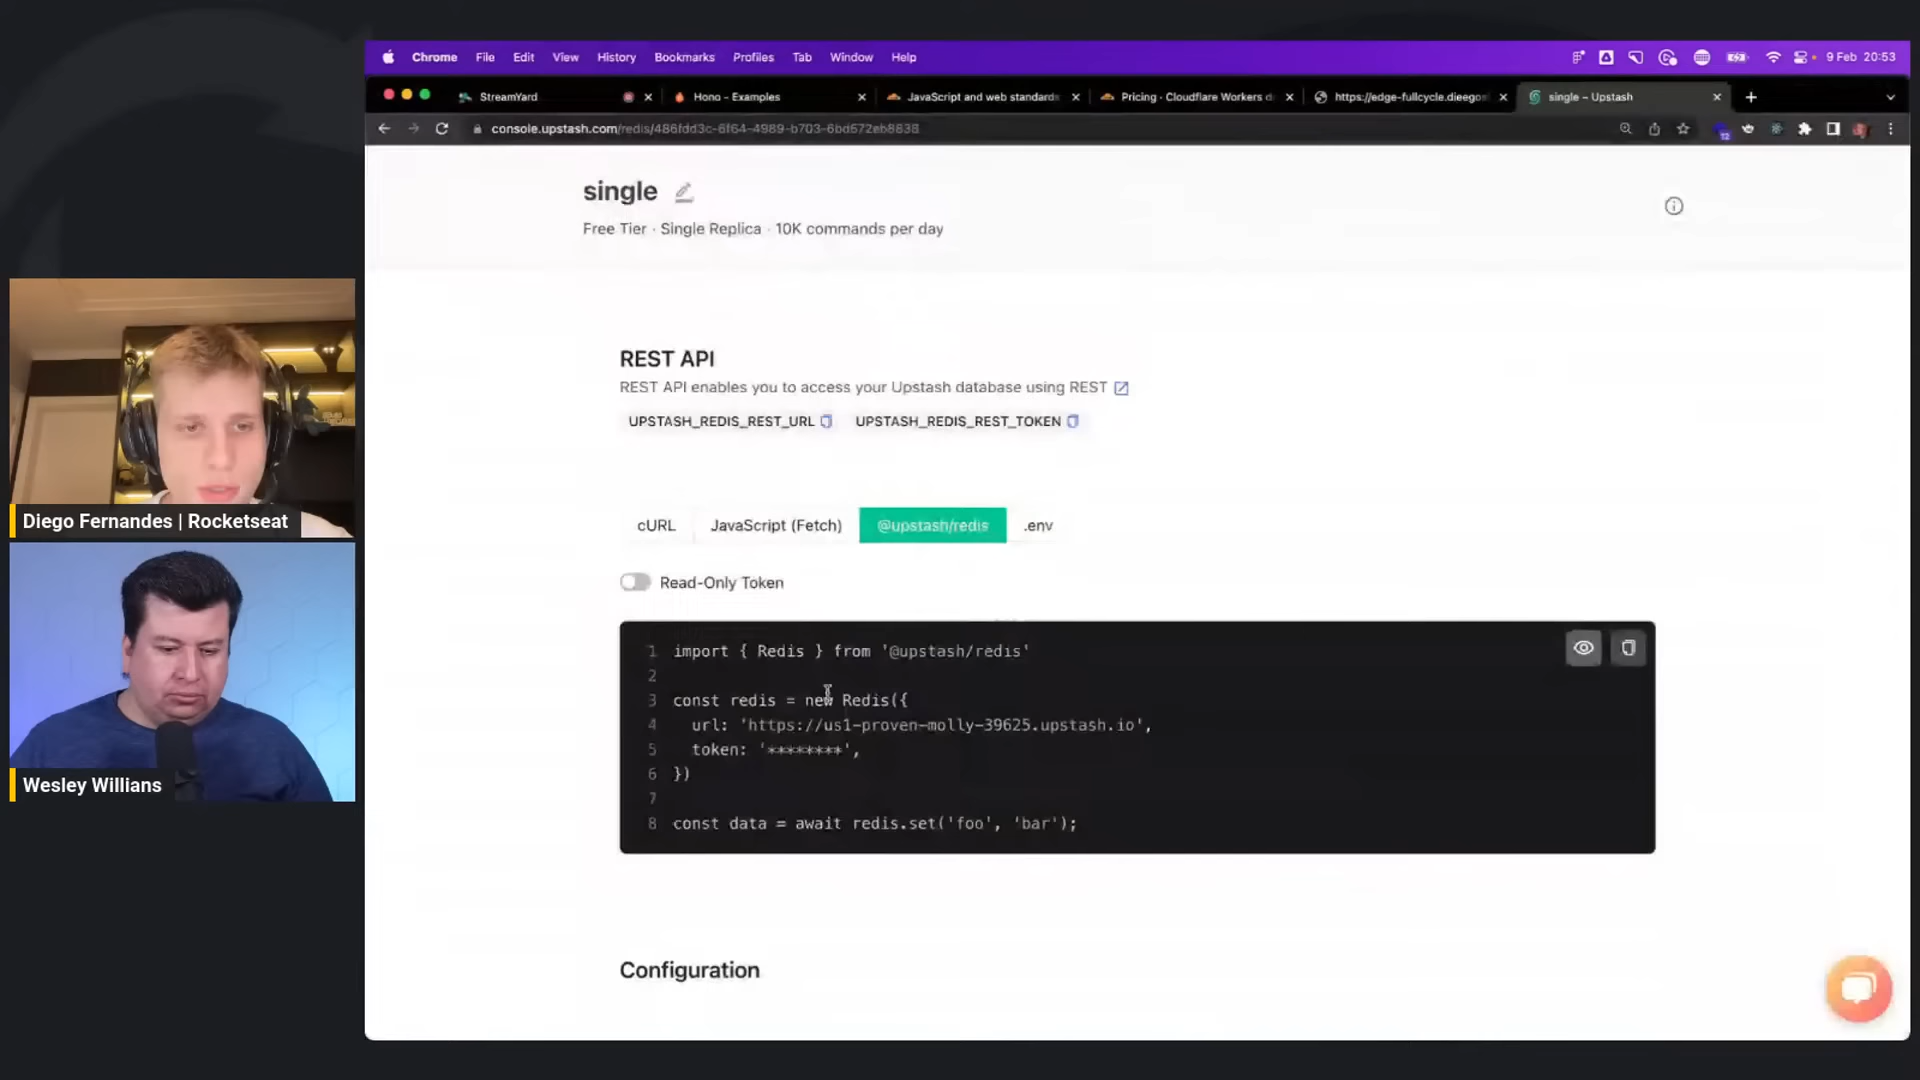 Chrome File Edit View History Bookmarks Profiles Tab Window Help 9 Feb 20:53
StreamYard Hono - Examples JavaScript and web standards Pricing · Cloudflare Workers d https://edge-fullcycle.dieegos single – Upstash
console.upstash.com/redis/486fdd3c-6f64-4989-b703-6bd572eb8838
12
single
Free Tier · Single Replica · 10K commands per day
REST API
REST API enables you to access your Upstash database using REST
UPSTASH_REDIS_REST_URL UPSTASH_REDIS_REST_TOKEN
cURL JavaScript (Fetch) @upstash/redis .env
Read-Only Token
1 import { Redis } from '@upstash/redis'
2
3 const redis = new Redis({
4 url: 'https://us1-proven-molly-39625.upstash.io',
5 token: '********',
6 })
7
8 const data = await redis.set('foo', 'bar');
Configuration
Diego Fernandes | Rocketseat
Wesley Willians